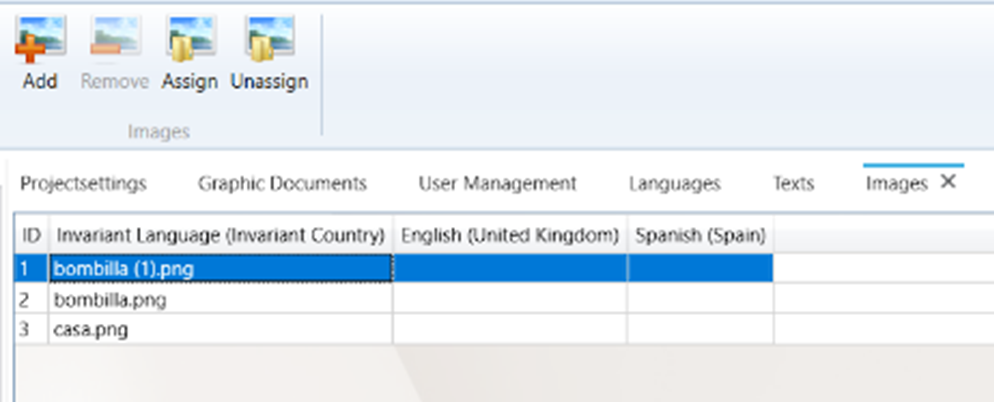 Add Remove Assign Unassign
Images
Projectsettings Graphic Documents User Management Languages Texts Images
ID Invariant Language (Invariant Country) English (United Kingdom) Spanish (Spain)
1 bombilla (1).png
2 bombilla.png
3 casa.png